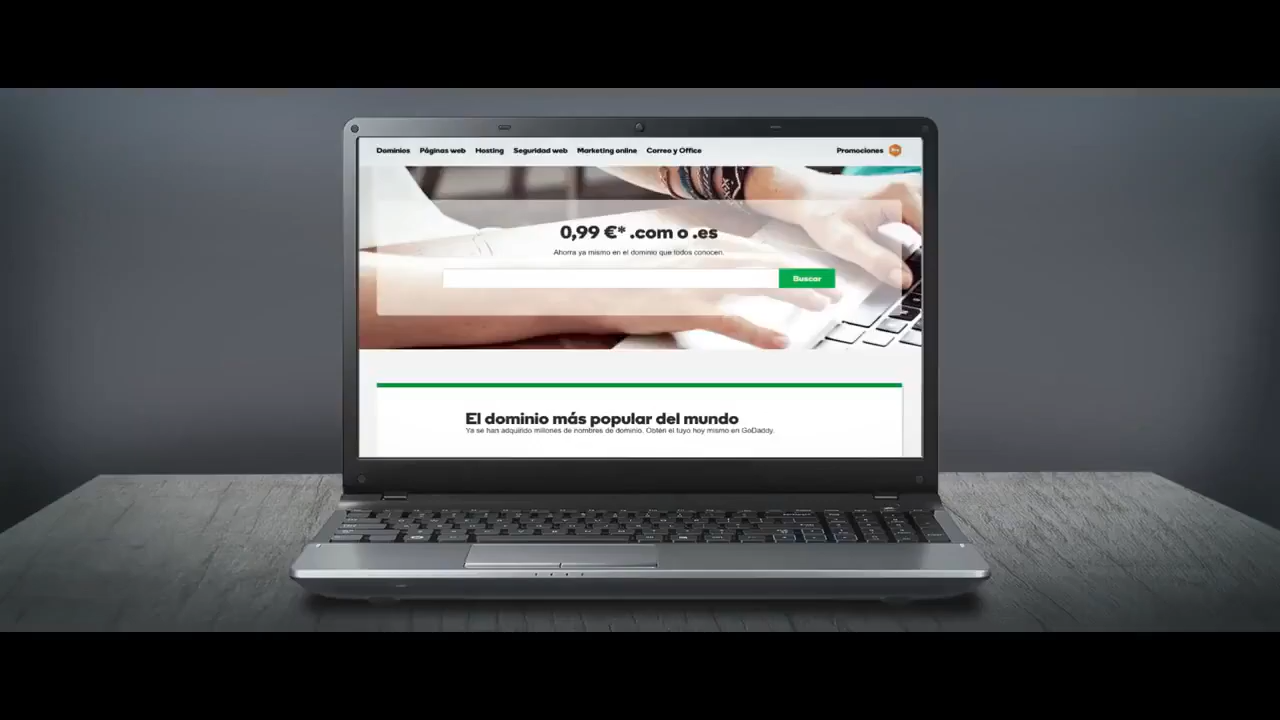 Dominios Páginas web Hosting Seguridad web Marketing online Correo y Office Promociones
0,99 €* .com o .es
Ahorra ya mismo en el dominio que todos conocen.
Buscar
El dominio más popular del mundo
Ya se han adquirido millones de nombres de dominio. Obtén el tuyo hoy mismo en GoDaddy.